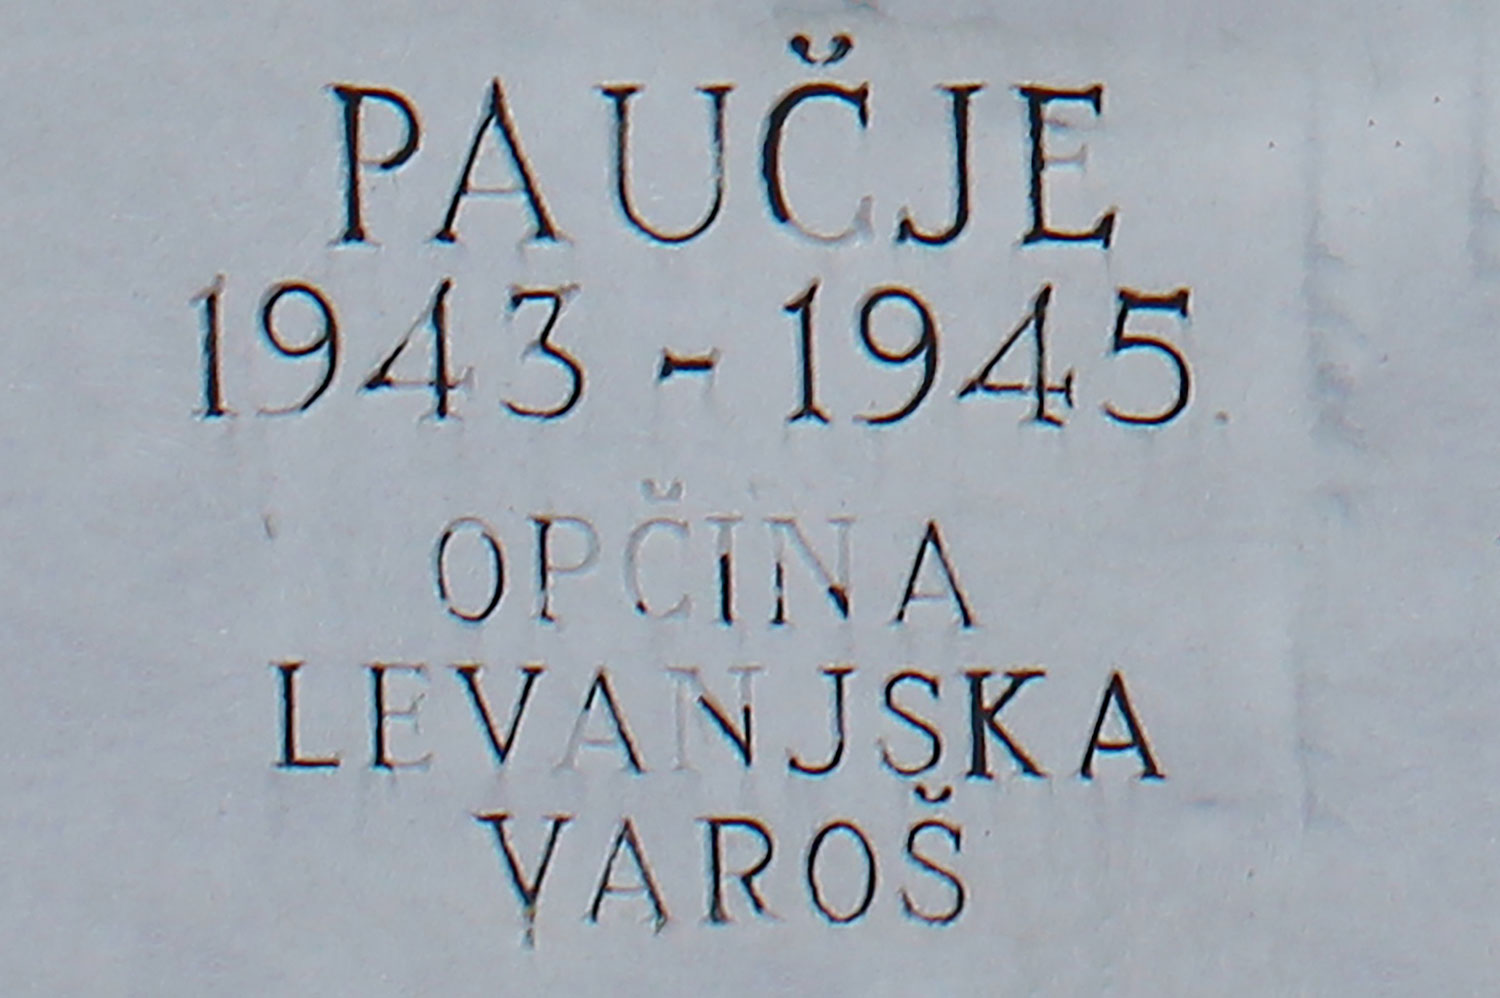 PAUČJE
1943 - 1945.
OPČINA
LEVANJSKA
VAROŠ